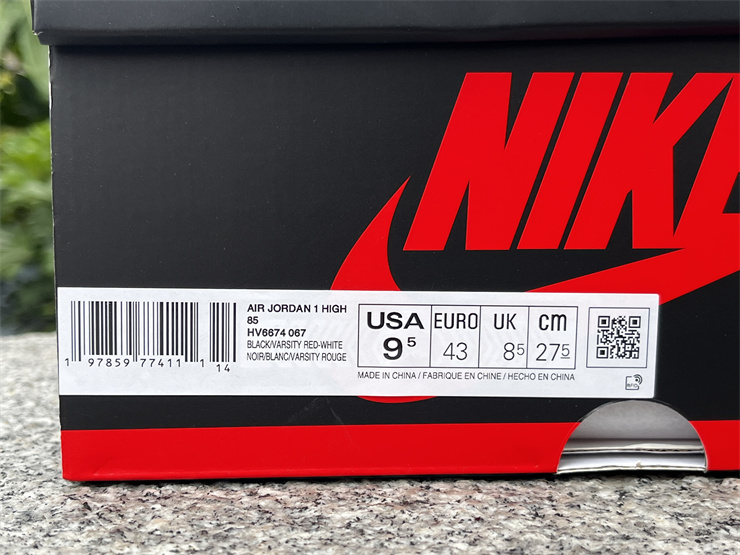 NIKE
AIR JORDAN 1 HIGH
85
HV6674 067
BLACK/VARSITY RED-WHITE
NOIR/BLANC/VARSITY ROUGE
1 97859 77411 1
14
USA EURO UK CM
9 5 43 8 5 27 5
MADE IN CHINA / FABRIQUE EN CHINE / HECHO EN CHINA
RFID